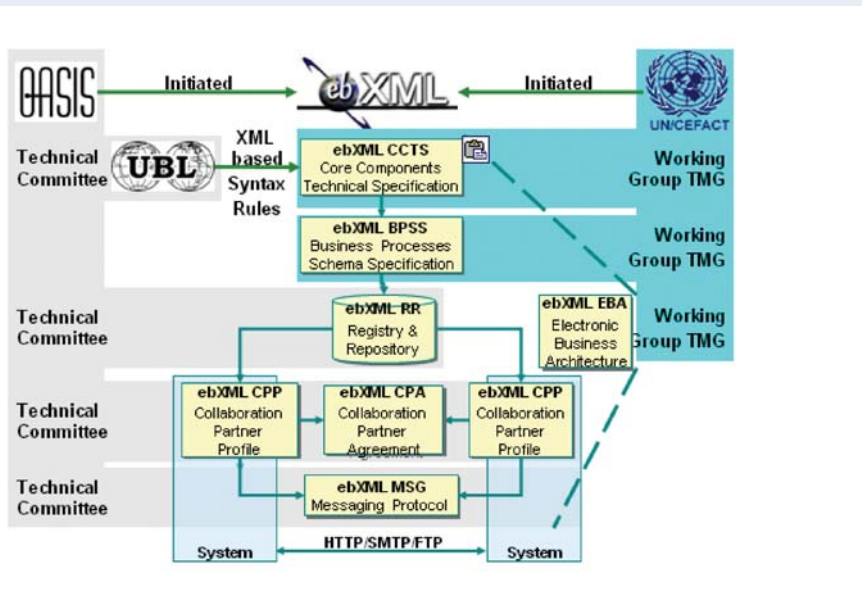 OASIS
Initiated
ebXML
Initiated
UN/CEFACT
Technical
Committee
UBL
XML
based
Syntax
Rules
ebXML CCTS
Core Components
Technical Specification
Working
Group TMG
ebXML BPSS
Business Processes
Schema Specification
Working
Group TMG
Technical
Committee
ebXML RR
Registry &
Repository
ebXML EBA
Electronic
Business
Architecture
Working
Group TMG
Technical
Committee
ebXML CPP
Collaboration
Partner
Profile
ebXML CPA
Collaboration
Partner
Agreement
ebXML CPP
Collaboration
Partner
Profile
Technical
Committee
ebXML MSG
Messaging Protocol
System
HTTP/SMTP/FTP
System